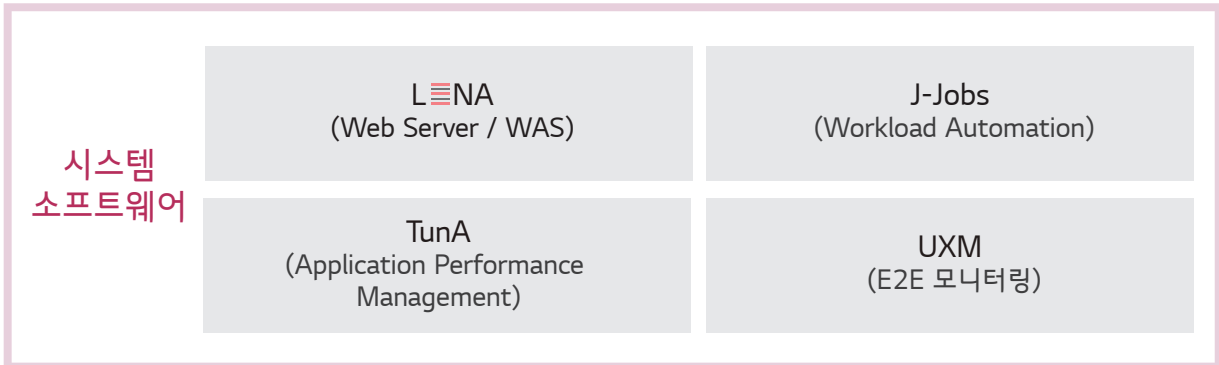 시스템
소프트웨어
LENA
(Web Server / WAS)
J-Jobs
(Workload Automation)
TunA
(Application Performance
Management)
UXM
(E2E 모니터링)